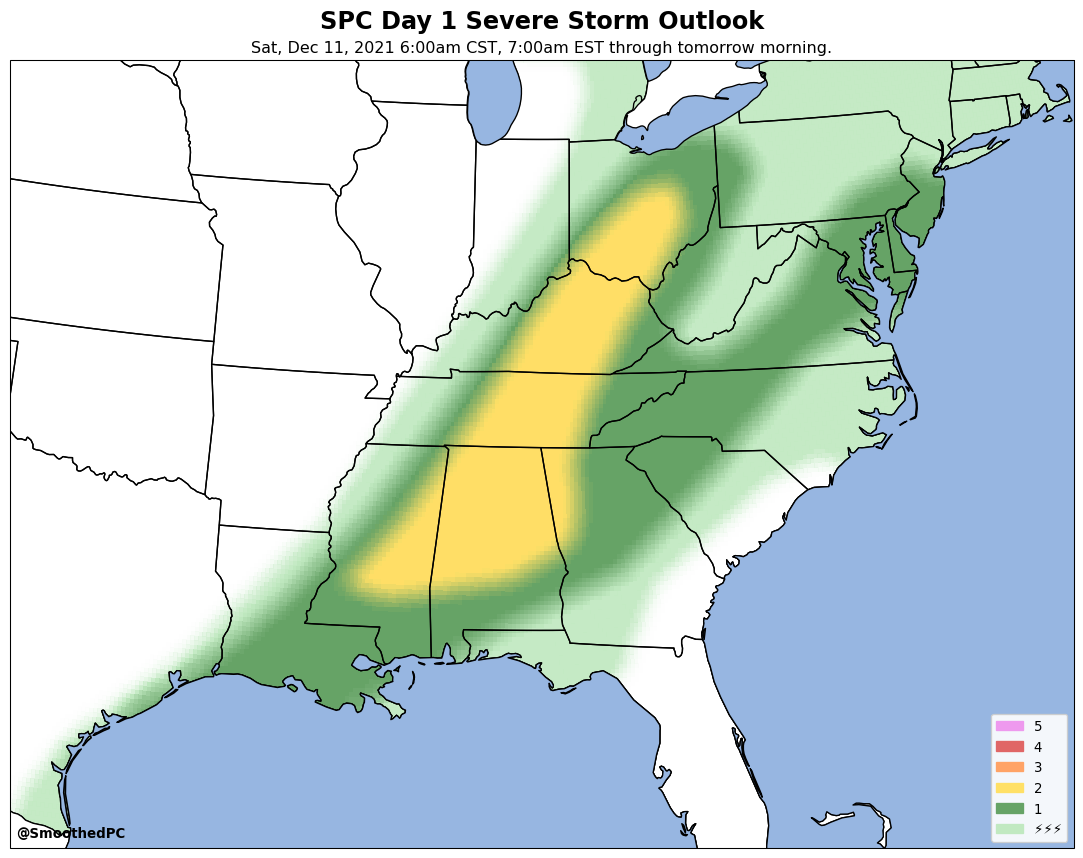 SPC Day 1 Severe Storm Outlook
Sat, Dec 11, 2021 6:00am CST, 7:00am EST through tomorrow morning.
5
4
3
2
1
⚡⚡⚡
@SmoothedPC